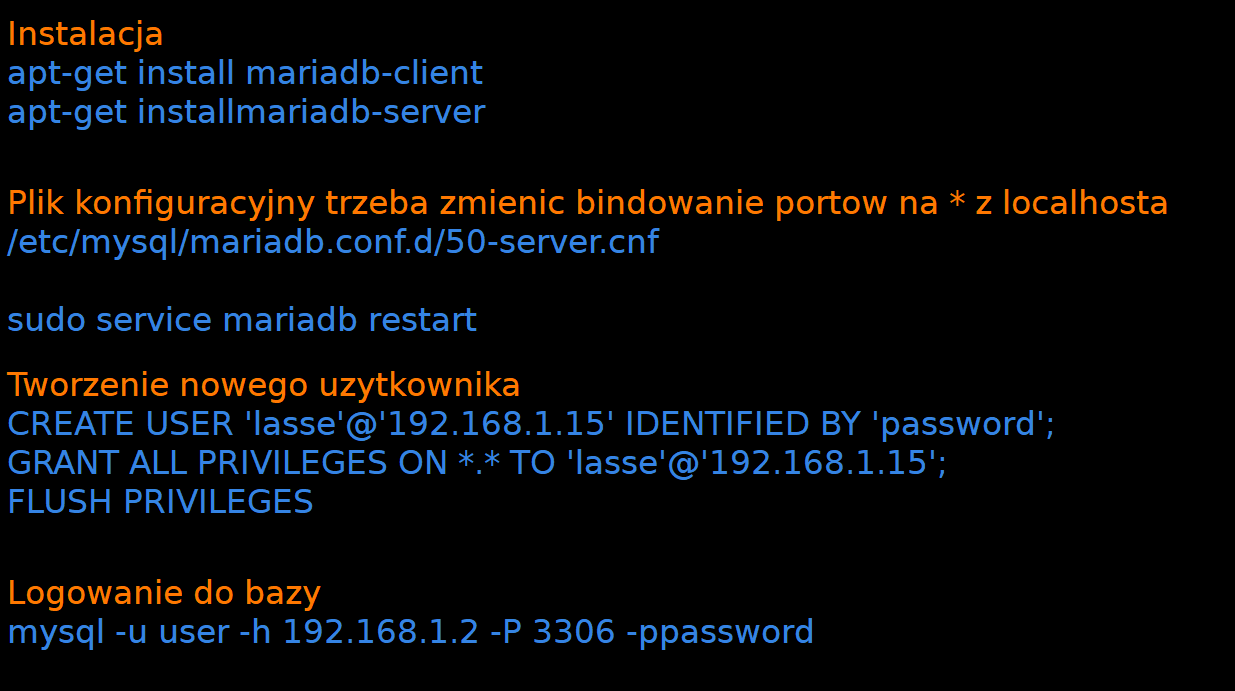 Instalacja
apt-get install mariadb-client
apt-get installmariadb-server
Plik konfiguracyjny trzeba zmienic bindowanie portow na * z localhosta
/etc/mysql/mariadb.conf.d/50-server.cnf
sudo service mariadb restart
Tworzenie nowego uzytkownika
CREATE USER 'lasse'@'192.168.1.15' IDENTIFIED BY 'password';
GRANT ALL PRIVILEGES ON *.* TO 'lasse'@'192.168.1.15';
FLUSH PRIVILEGES
Logowanie do bazy
mysql -u user -h 192.168.1.2 -P 3306 -ppassword